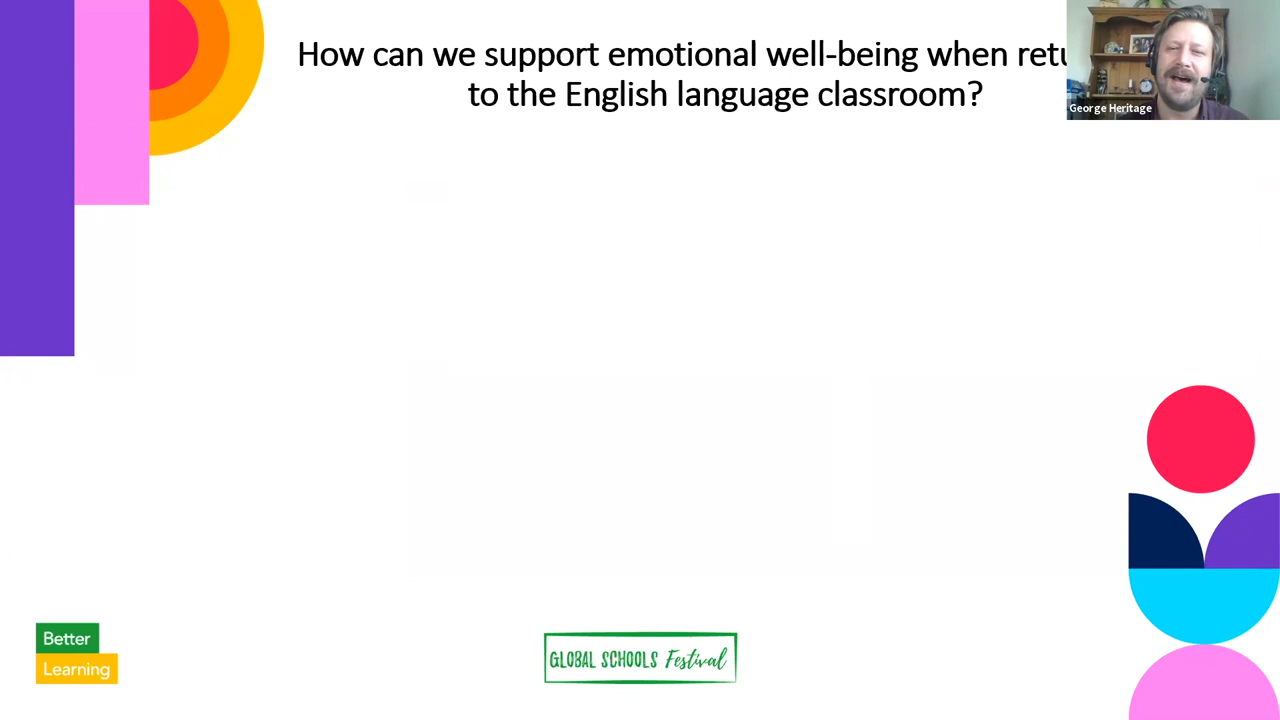 How can we support emotional well-being when retu
to the English language classroom?
George Heritage
Better
Learning
GLOBAL SCHOOLS Festival